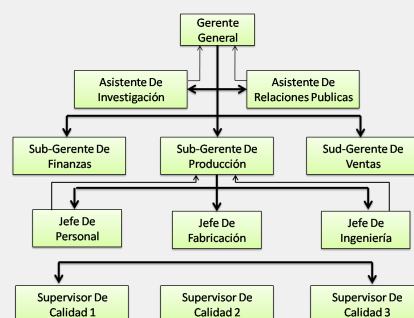 Gerente
General
Asistente De
Investigación
Asistente De
Relaciones Publicas
Sub-Gerente De
Finanzas
Sub-Gerente De
Producción
Sud-Gerente De
Ventas
Jefe De
Personal
Jefe De
Fabricación
Jefe De
Ingeniería
Supervisor De
Calidad 1
Supervisor De
Calidad 2
Supervisor De
Calidad 3